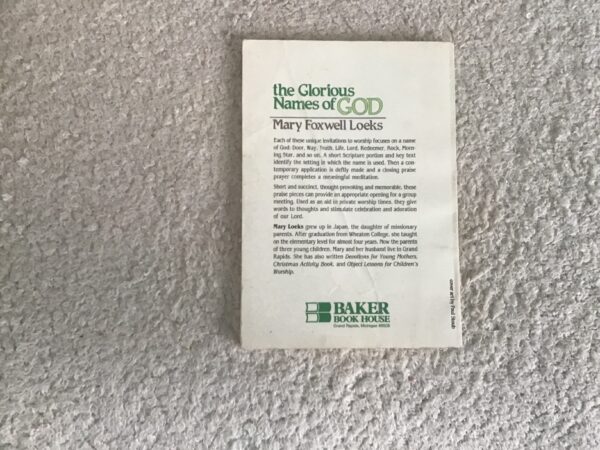 the Glorious
Names of GOD
Mary Foxwell Loeks
Each of these unique invitations to worship focuses on a name
of God: Door, Way, Truth, Life, Lord, Redeemer, Rock, Morn-
ing Star, and so on. A short Scripture portion and key text
identify the setting in which the name is used. Then a con-
temporary application is deftly made and a closing praise
prayer completes a meaningful meditation.
Short and succinct, thought-provoking and memorable, these
praise pieces can provide an appropriate opening for a group
meeting. Used as an aid in private worship times, they give
words to thoughts and stimulate celebration and adoration
of our Lord.
Mary Loeks grew up in Japan, the daughter of missionary
parents. After graduation from Wheaton College, she taught
on the elementary level for almost four years. Now the parents
of three young children, Mary and her husband live in Grand
Rapids. She has also written Devotions for Young Mothers,
Christmas Activity Book, and Object Lessons for Children's
Worship.
BAKER
BOOK HOUSE
Grand Rapids, Michigan 49506
cover art by Paul Stoub